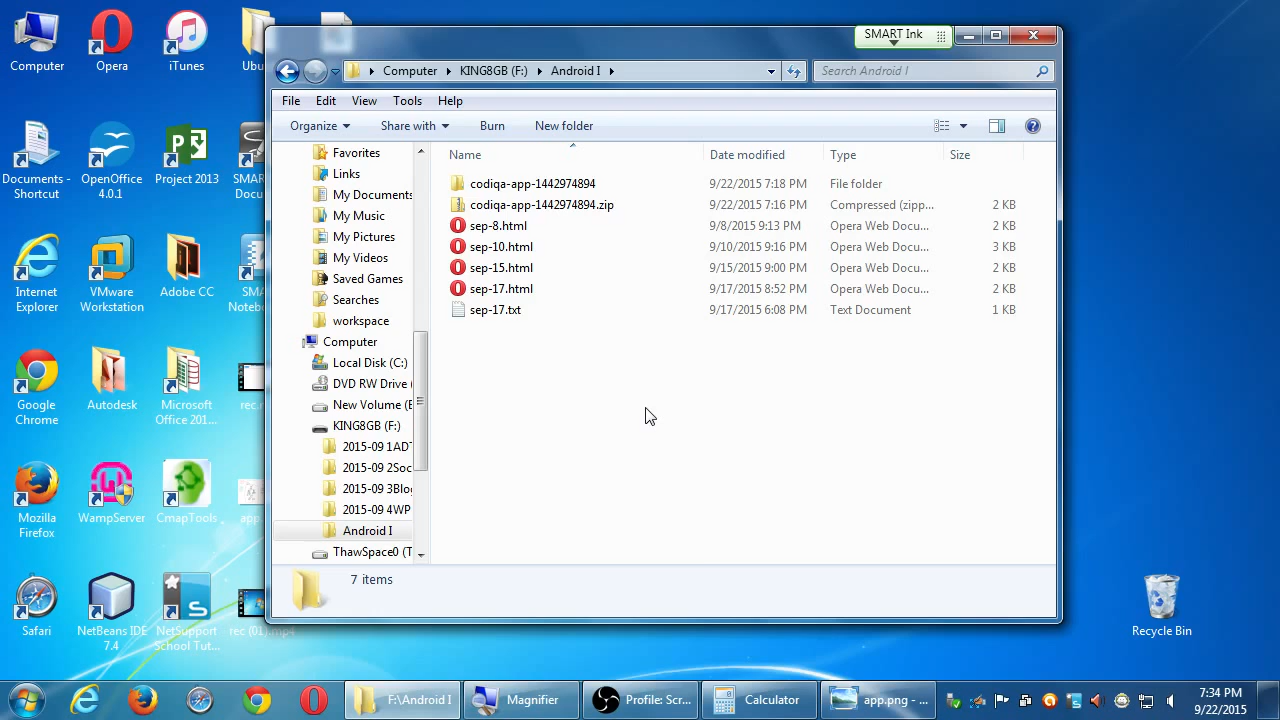 SMART Ink
Computer
KING8GB (F:)
Android I
Search Android I
File Edit View Tools Help
Organize Share with Burn New folder
Name Date modified Type Size
codiqa-app-1442974894 9/22/2015 7:18 PM File folder
codiqa-app-1442974894.zip 9/22/2015 7:16 PM Compressed (zipp... 2 KB
sep-8.html 9/8/2015 9:13 PM Opera Web Docu... 2 KB
sep-10.html 9/10/2015 9:16 PM Opera Web Docu... 3 KB
sep-15.html 9/15/2015 9:00 PM Opera Web Docu... 2 KB
sep-17.html 9/17/2015 8:52 PM Opera Web Docu... 2 KB
sep-17.txt 9/17/2015 6:08 PM Text Document 1 KB
Favorites
Links
My Documents
My Music
My Pictures
My Videos
Saved Games
Searches
workspace
Computer
Local Disk (C:)
DVD RW Drive (
New Volume (E
KING8GB (F:)
2015-09 1AD
2015-09 2Soc
2015-09 3Blo
2015-09 4WP
Android I
ThawSpace0 (T
7 items
Computer
Opera
iTunes
Ubu
Documents -
Shortcut
OpenOffice
4.0.1
Project 2013
SMA
Docu
Internet
Explorer
VMware
Workstation
Adobe CC
SMA
Noteb
Google
Chrome
Autodesk
Microsoft
Office 201...
rec
Mozilla
Firefox
WampServer
CmapTools
app.
Safari
NetBeans IDE
7.4
NetSupport
School Tut...
rec (01).mp4
Recycle Bin
F:\Android I
Magnifier
Profile: Scr...
Calculator
app.png - ...
7:34 PM
9/22/2015